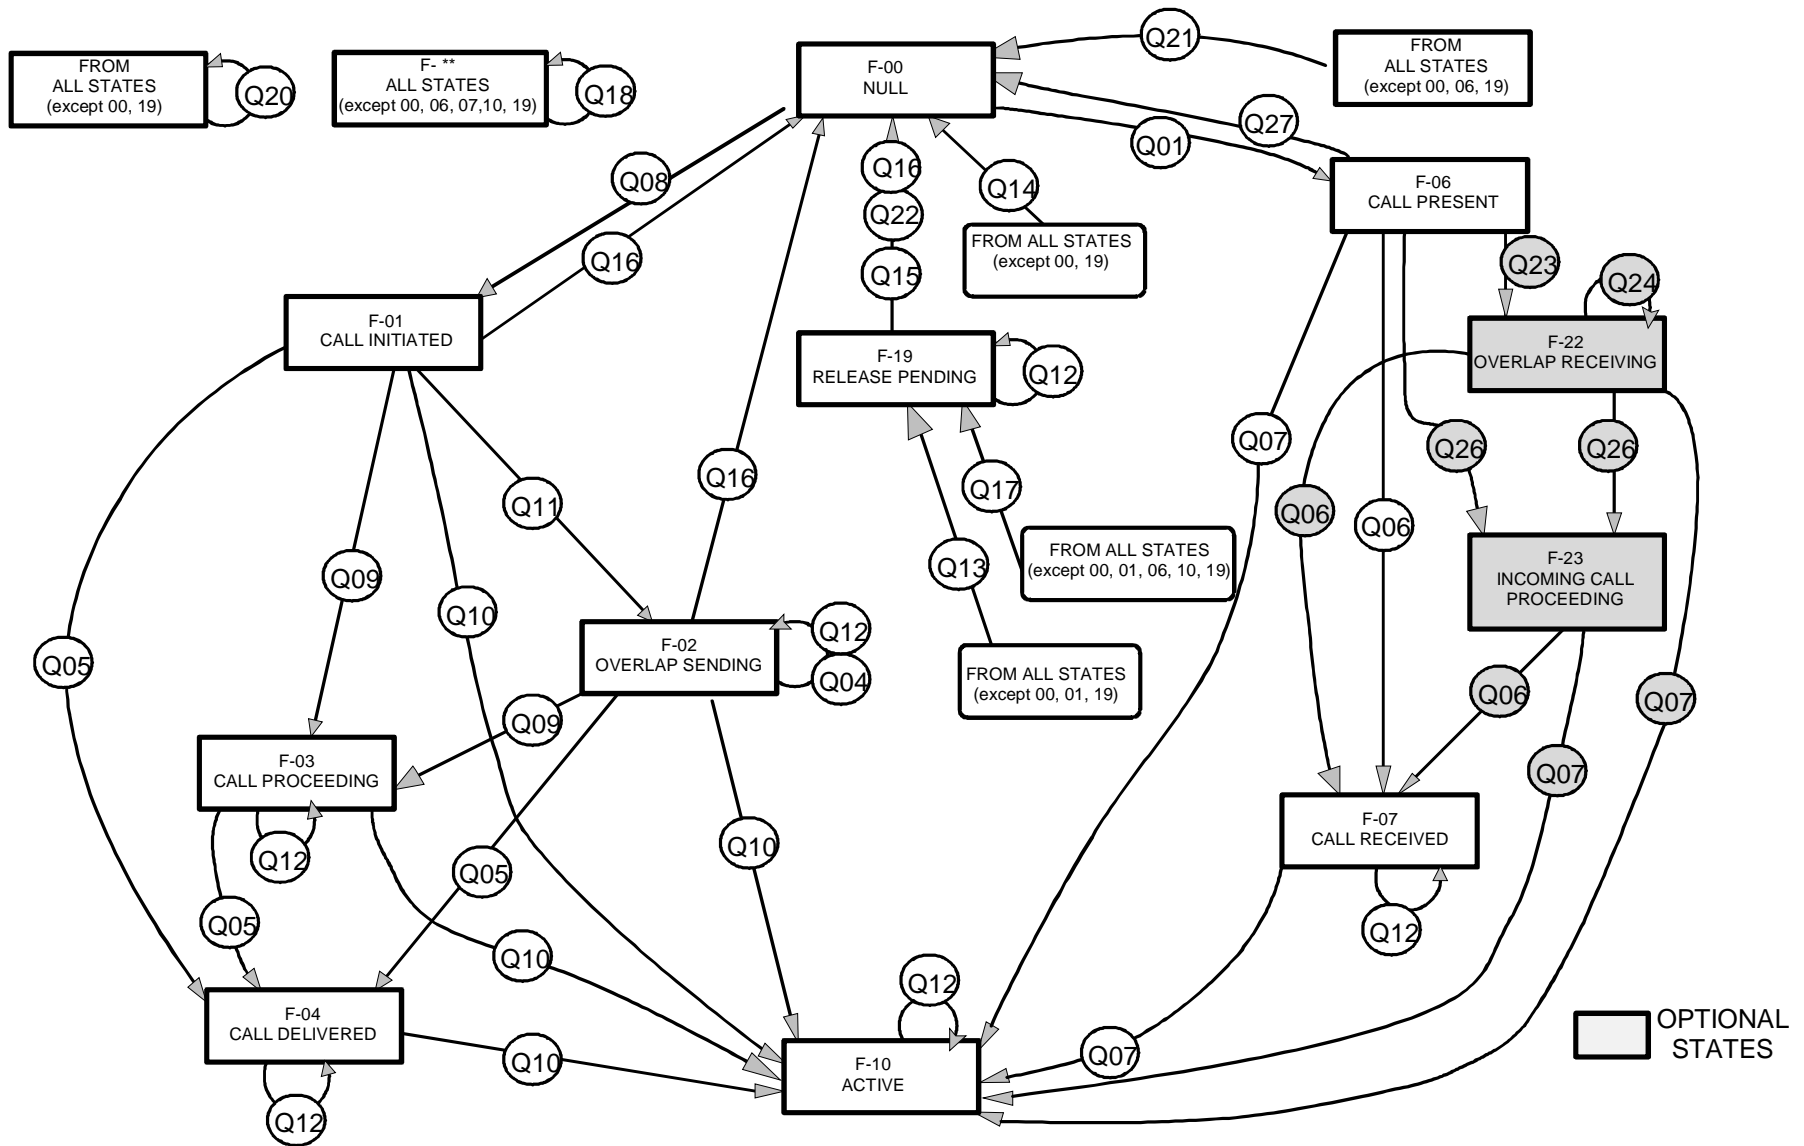 Q21
FROM
ALL STATES
(except 00, 19)
Q20
F- **
ALL STATES
(except 00, 06, 07,10, 19)
Q18
F-00
NULL
FROM
ALL STATES
(except 00, 06, 19)
Q27
Q01
Q08
Q16
Q16
Q22
Q15
Q14
FROM ALL STATES
(except 00, 19)
F-06
CALL PRESENT
Q23
Q24
F-01
CALL INITIATED
F-19
RELEASE PENDING
Q12
F-22
OVERLAP RECEIVING
Q07
Q26
Q26
Q16
Q11
Q17
Q06
Q06
Q09
Q10
Q13
FROM ALL STATES
(except 00, 01, 06, 10, 19)
F-23
INCOMING CALL
PROCEEDING
Q05
F-02
OVERLAP SENDING
Q12
Q04
FROM ALL STATES
(except 00, 01, 19)
Q06
Q07
Q09
F-03
CALL PROCEEDING
Q07
Q12
Q05
Q10
F-07
CALL RECEIVED
Q05
Q10
Q12
Q12
F-04
CALL DELIVERED
Q10
Q12
F-10
ACTIVE
Q07
OPTIONAL
STATES